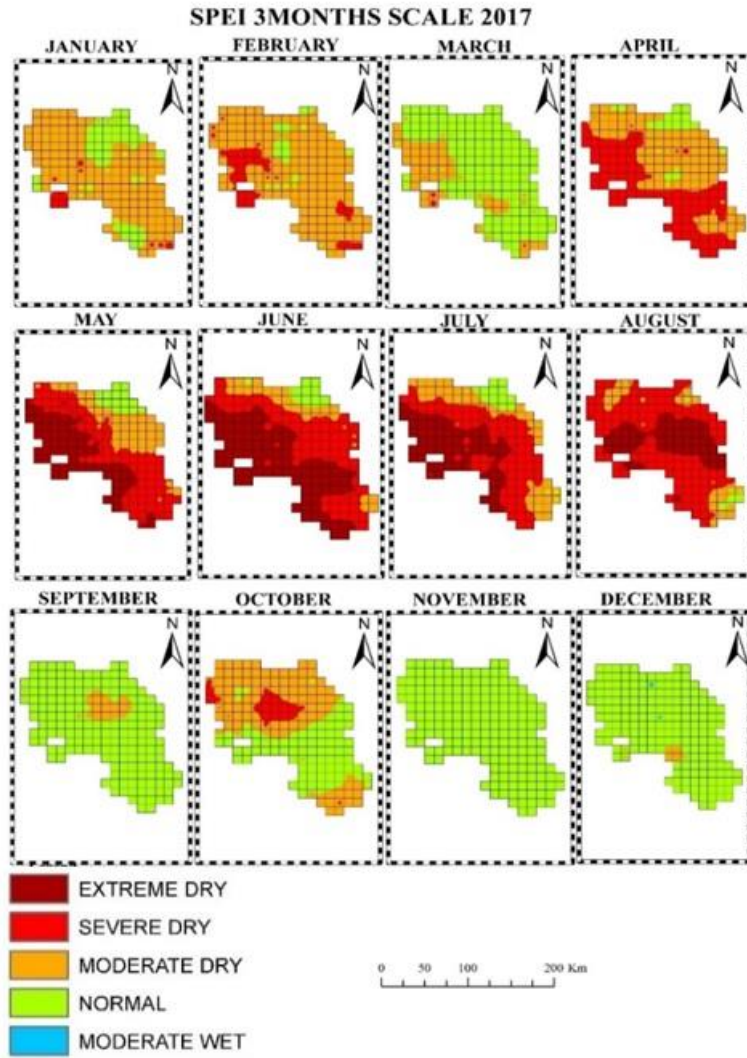 SPEI 3MONTHS SCALE 2017
JANUARY FEBRUARY MARCH APRIL
N N N N
MAY JUNE JULY AUGUST
N N N N
SEPTEMBER OCTOBER NOVEMBER DECEMBER
N N N N
EXTREME DRY
SEVERE DRY
MODERATE DRY
NORMAL
MODERATE WET
0 50 100 200 Km